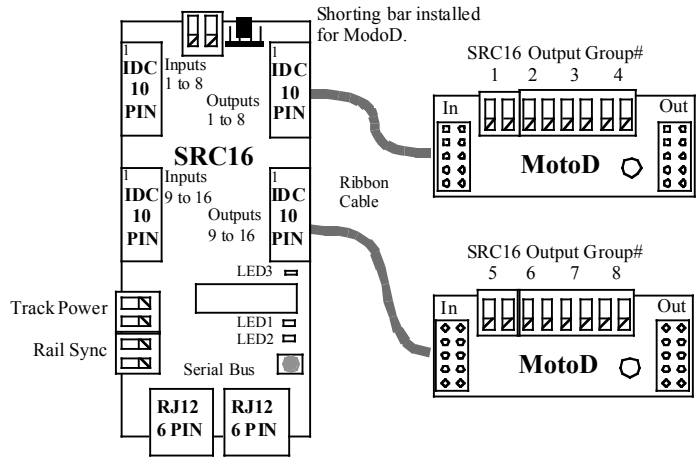 Shorting bar installed
for ModoD.
1
IDC
10
PIN
Inputs
1 to 8
Outputs
1 to 8
1
IDC
10
PIN
SRC16
1
IDC
10
PIN
Inputs
9 to 16
Outputs
9 to 16
1
IDC
10
PIN
LED3
LED1
LED2
Track Power
Rail Sync
Serial Bus
RJ12
6 PIN
RJ12
6 PIN
Ribbon
Cable
SRC16 Output Group#
1 2 3 4
In
Out
MotoD
SRC16 Output Group#
5 6 7 8
In
Out
MotoD